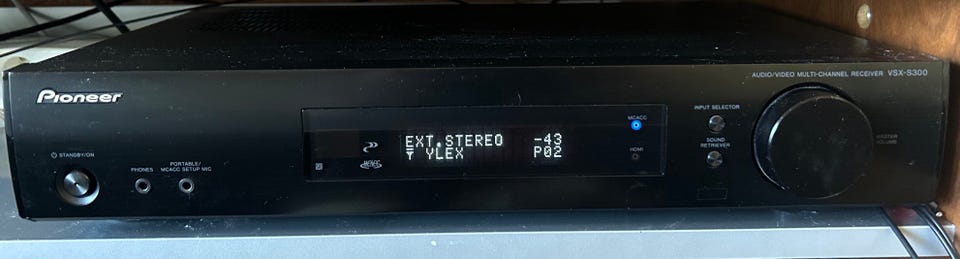 Pioneer
AUDIO/VIDEO MULTI-CHANNEL RECEIVER VSX-S300
STANDBY/ON
PHONES
PORTABLE/
MCACC SETUP MIC
EXT.STEREO -43
T YLEX P02
MCACC
HDMI
INPUT SELECTOR
SOUND
RETRIEVER
MASTER
VOLUME